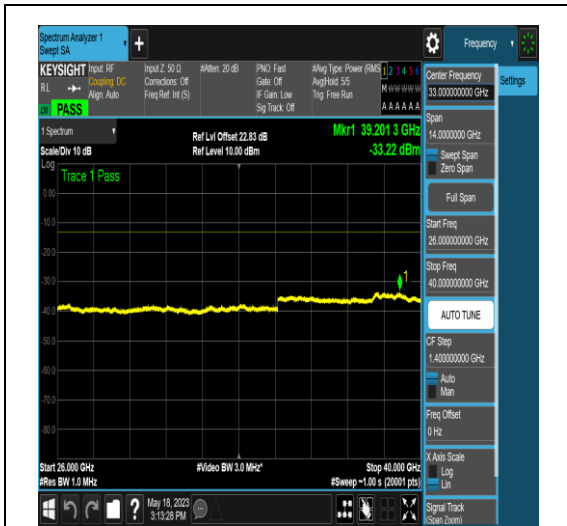 Spectrum Analyzer 1
Swept SA
Frequency
KEYSIGHT
RL
PASS
Input: RF
Coupling: DC
Align: Auto
Input Z: 50 Ω
Corrections: Off
Freq Ref: Int (S)
#Atten: 20 dB
PNO: Fast
Gate: Off
IF Gain: Low
Sig Track: Off
#Avg Type: Power (RMS
Avg|Hold: 5/5
Trig: Free Run
1 2 3 4 5 6
M W W W W W
A A A A A A
1 Spectrum
Scale/Div 10 dB
Ref Lvl Offset 22.83 dB
Ref Level 10.00 dBm
Mkr1 39.201 3 GHz
-33.22 dBm
Log
Trace 1 Pass
0.00
-10.0
-20.0
-30.0
-40.0
-50.0
-60.0
-70.0
-80.0
1
Start 26.000 GHz
#Res BW 1.0 MHz
#Video BW 3.0 MHz*
Stop 40.000 GHz
#Sweep ~1.00 s (20001 pts)
May 18, 2023
3:13:28 PM
Center Frequency
33.000000000 GHz
Settings
Span
14.0000000 GHz
Swept Span
Zero Span
Full Span
Start Freq
26.000000000 GHz
Stop Freq
40.000000000 GHz
AUTO TUNE
CF Step
1.400000000 GHz
Auto
Man
Freq Offset
0 Hz
X Axis Scale
Log
Lin
Signal Track
(Span Zoom)